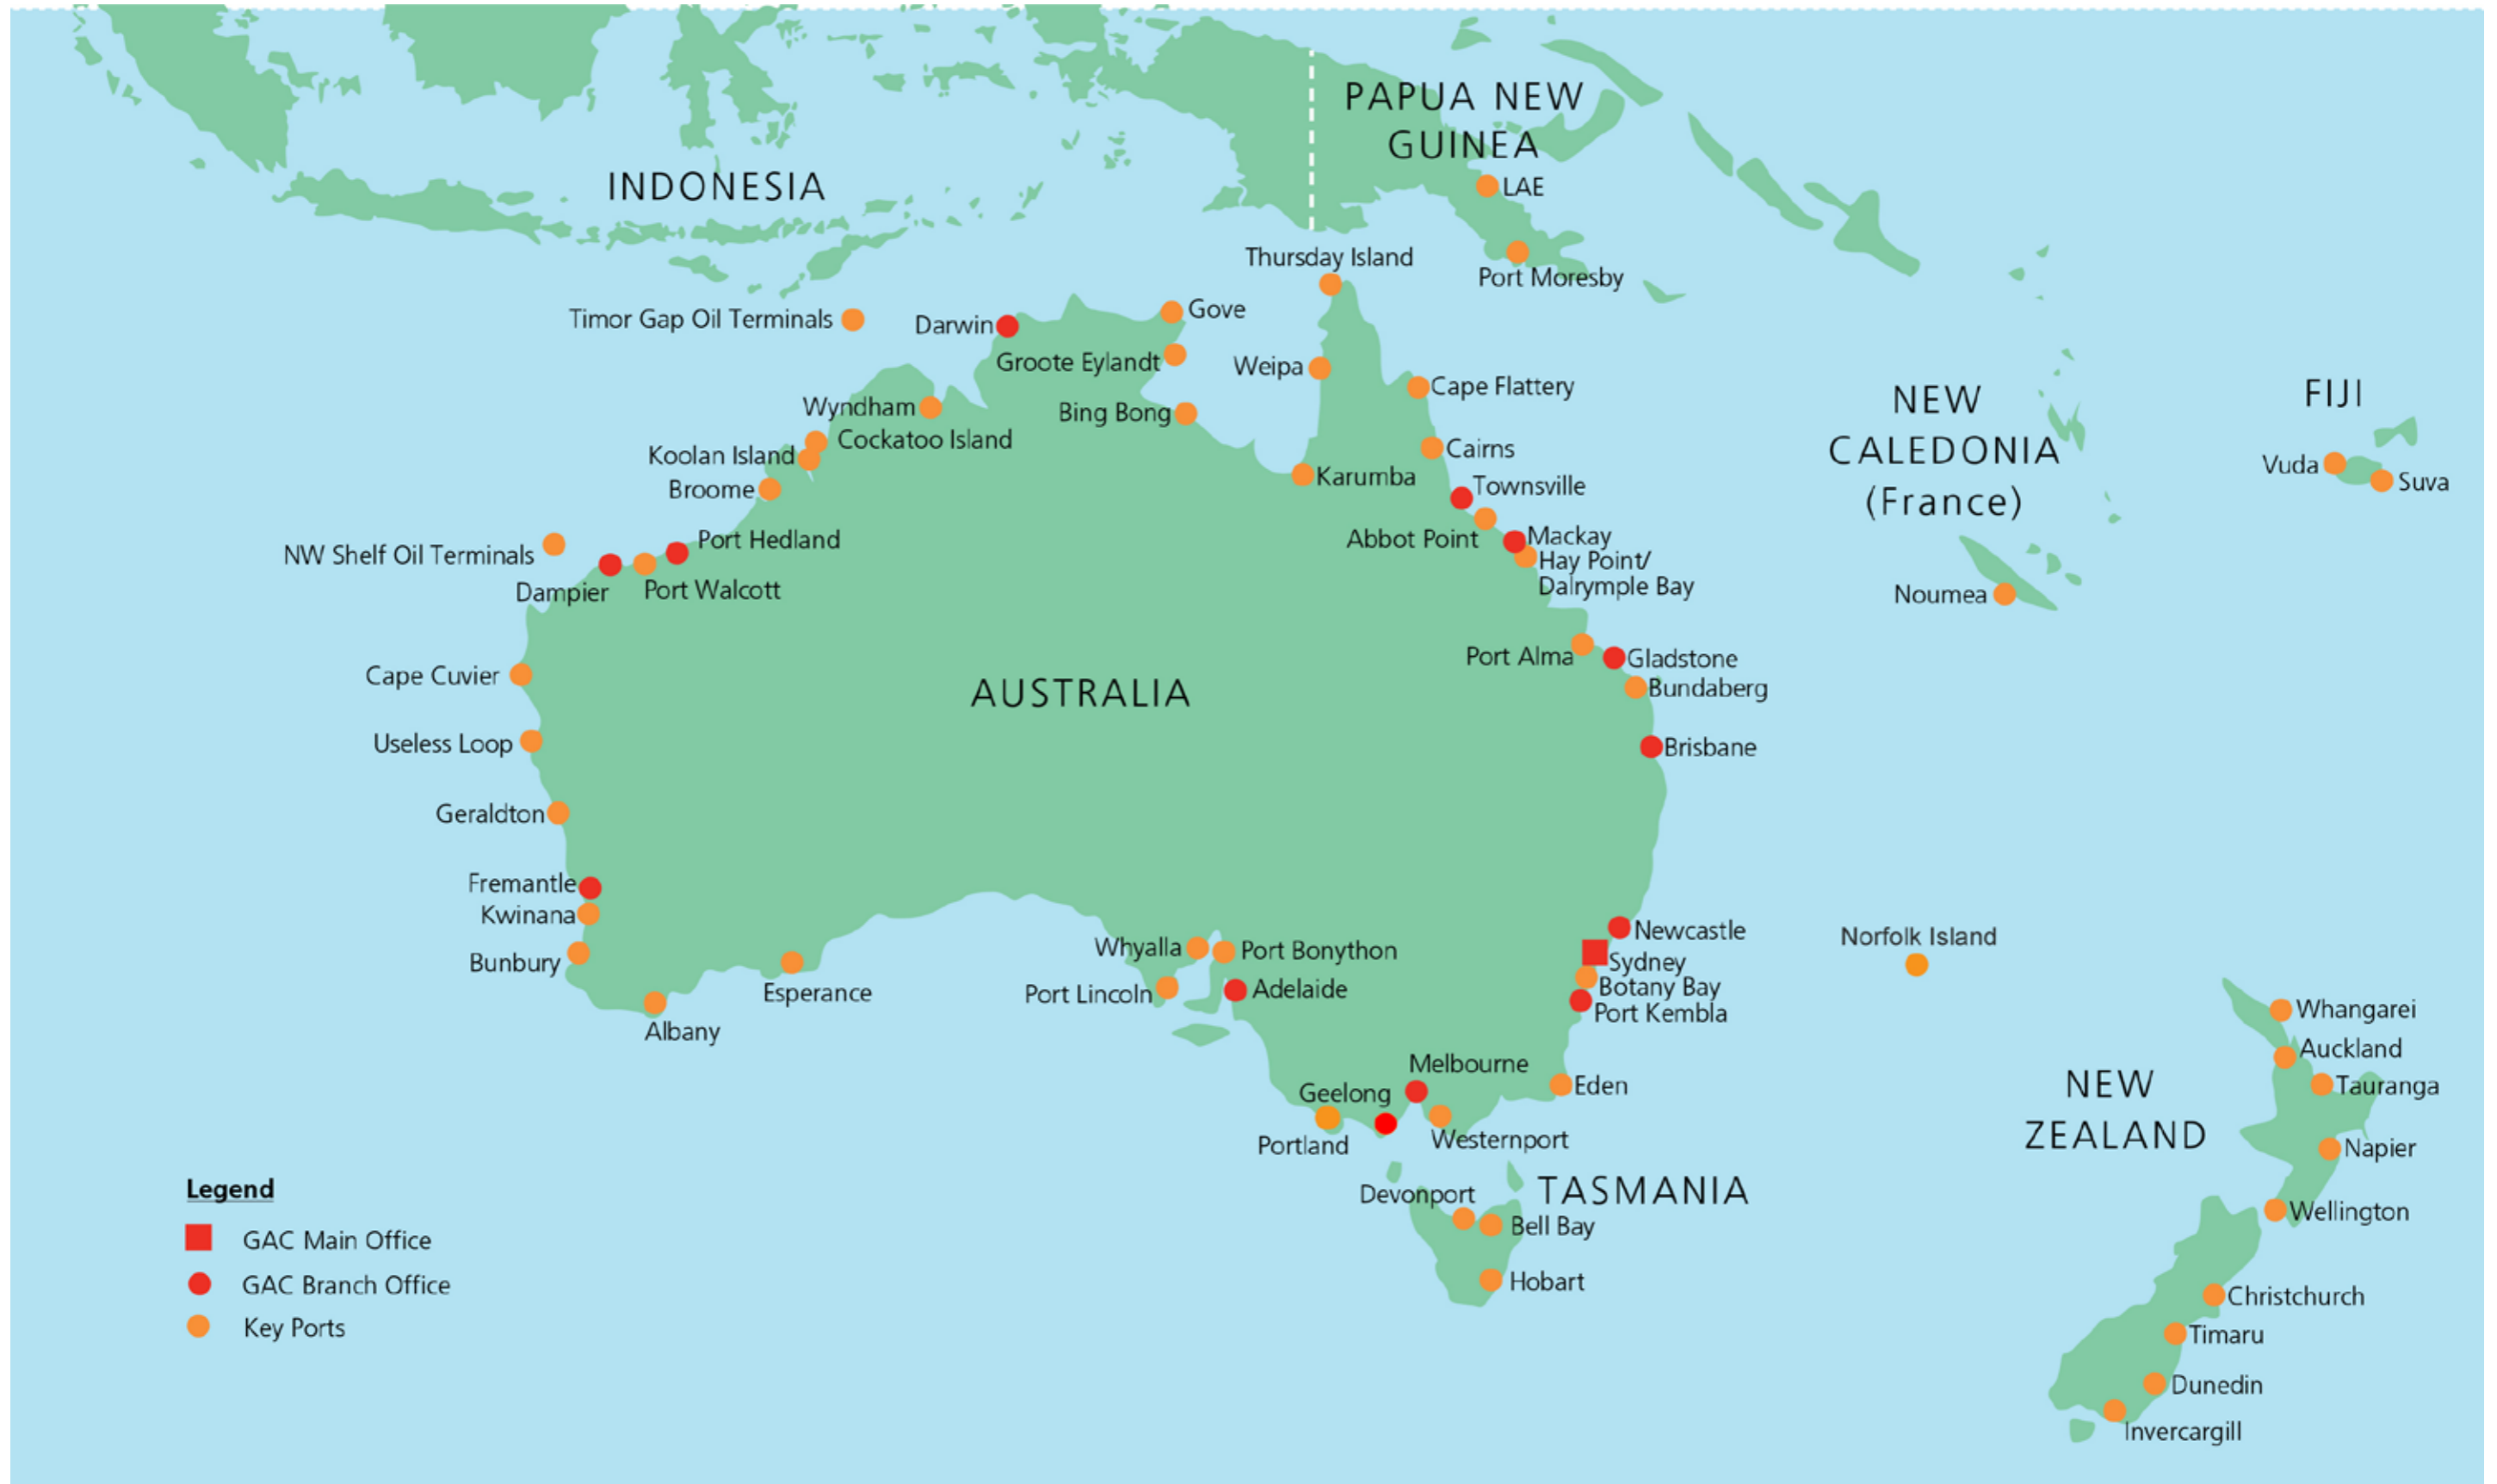 PAPUA NEW
GUINEA
INDONESIA
LAE
Thursday Island
Port Moresby
Timor Gap Oil Terminals
Darwin
Gove
Groote Eylandt
Weipa
Cape Flattery
NEW
CALEDONIA
(France)
FIJI
Wyndham
Bing Bong
Cockatoo Island
Koolan Island
Cairns
Vuda
Suva
Broome
Karumba
Townsville
NW Shelf Oil Terminals
Port Hedland
Abbot Point
Mackay
Hay Point/
Dalrymple Bay
Dampier
Port Walcott
Noumea
Cape Cuvier
AUSTRALIA
Port Alma
Gladstone
Bundaberg
Useless Loop
Brisbane
Geraldton
Fremantle
Kwinana
Bunbury
Albany
Esperance
Whyalla
Port Bonython
Port Lincoln
Adelaide
Newcastle
Sydney
Botany Bay
Port Kembla
Norfolk Island
Whangarei
Auckland
Tauranga
NEW
ZEALAND
Napier
Wellington
Melbourne
Geelong
Eden
Portland
Westernport
TASMANIA
Devonport
Bell Bay
Hobart
Christchurch
Timaru
Dunedin
Invercargill
Legend
GAC Main Office
GAC Branch Office
Key Ports